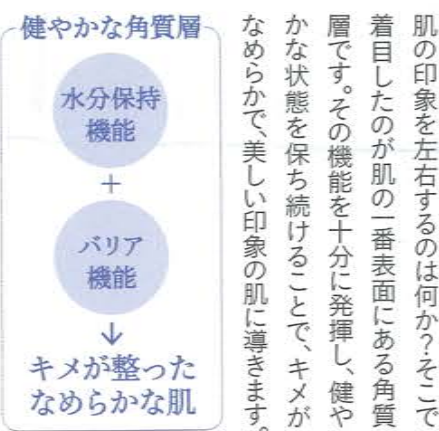 肌の印象を左右するのは何か?そこで
着目したのが肌の一番表面にある角質
層です。その機能を十分に発揮し、健や
かな状態を保ち続けることで、キメが
なめらかで、美しい印象の肌に導きます。
健やかな角質層
水分保持
機能
+
バリア
機能
↓
キメが整った
なめらかな肌